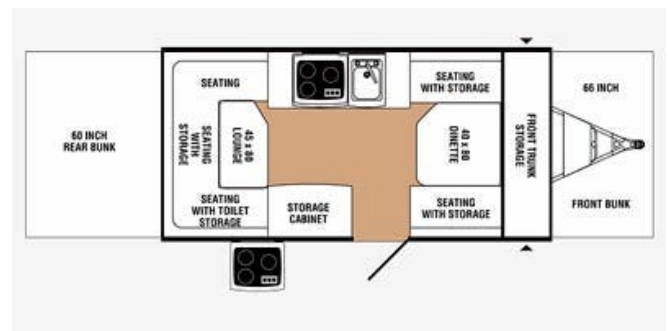 60 INCH
REAR BUNK
SEATING
SEATING
WITH
STORAGE
45 x 80
LOUNGE
SEATING
WITH TOILET
STORAGE
STORAGE
CABINET
SEATING
WITH STORAGE
40 x 80
DINETTE
SEATING
WITH STORAGE
FRONT TRUNK
STORAGE
66 INCH
FRONT BUNK